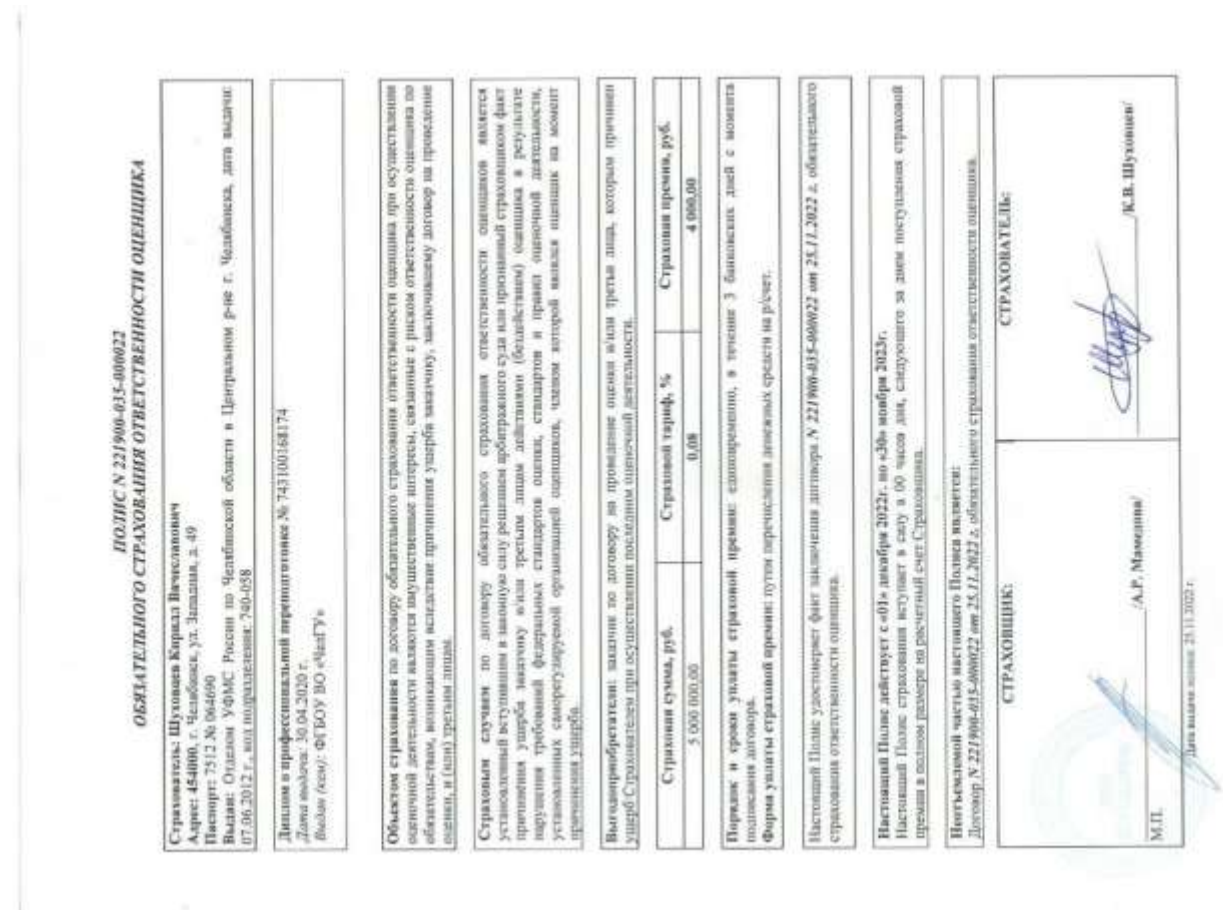 ПОЛИС N 221900-035-000022
ОБЯЗАТЕЛЬНОГО СТРАХОВАНИЯ ОТВЕТСТВЕННОСТИ ОЦЕНЩИКА
Страхователь: Шуховцев Кирилл Вячеславович
Адрес: 454000, г. Челябинск, ул. Западная, д. 49
Паспорт: 7512 № 064690
Выдан: Отделом УФМС России по Челябинской области в Центральном р-не г. Челябинска, дата выдачи:
07.06.2012 г., код подразделения: 740-058
Диплом о профессиональной переподготовке № 743100168174
Дата выдачи: 30.04.2020 г.
Выдан (кем): ФГБОУ ВО «ЧелГУ»
Объектом страхования по договору обязательного страхования ответственности оценщика при осуществлении
оценочной деятельности являются имущественные интересы, связанные с риском ответственности оценщика по
обязательствам, возникающим вследствие причинения ущерба заказчику, заключившему договор на проведение
оценки, и (или) третьим лицам.
Страховым случаем по договору обязательного страхования ответственности оценщиков является
установленный вступившим в законную силу решением арбитражного суда или признанный страховщиком факт
причинения ущерба заказчику и/или третьим лицам действиями (бездействием) оценщика в результате
нарушения требований федеральных стандартов оценки, стандартов и правил оценочной деятельности,
установленных саморегулируемой организацией оценщиков, членом которой являлся оценщик на момент
причинения ущерба.
Выгодоприобретатели: заказчик по договору на проведение оценки и/или третьи лица, которым причинен
ущерб Страхователем при осуществлении последним оценочной деятельности.
Страховая сумма, руб. Страховой тариф, % Страховая премия, руб.
5 000 000,00 0,08 4 000,00
Порядок и сроки уплаты страховой премии: единовременно, в течение 3 банковских дней с момента
подписания договора.
Форма уплаты страховой премии: путем перечисления денежных средств на р/счет.
Настоящий Полис удостоверяет факт заключения договора N 221900-035-000022 от 25.11.2022 г. обязательного
страхования ответственности оценщика.
Настоящий Полис действует с «01» декабря 2022г. по «30» ноября 2023г.
Настоящий Полис страхования вступает в силу в 00 часов дня, следующего за днем поступления страховой
премии в полном размере на расчетный счет Страховщика.
Неотъемлемой частью настоящего Полиса является:
Договор N 221900-035-000022 от 25.11.2022 г. обязательного страхования ответственности оценщика.
СТРАХОВЩИК: СТРАХОВАТЕЛЬ:
/А.Р. Мамедова/ /К.В. Шуховцев/
М.П.
Дата выдачи полиса: 25.11.2022 г.